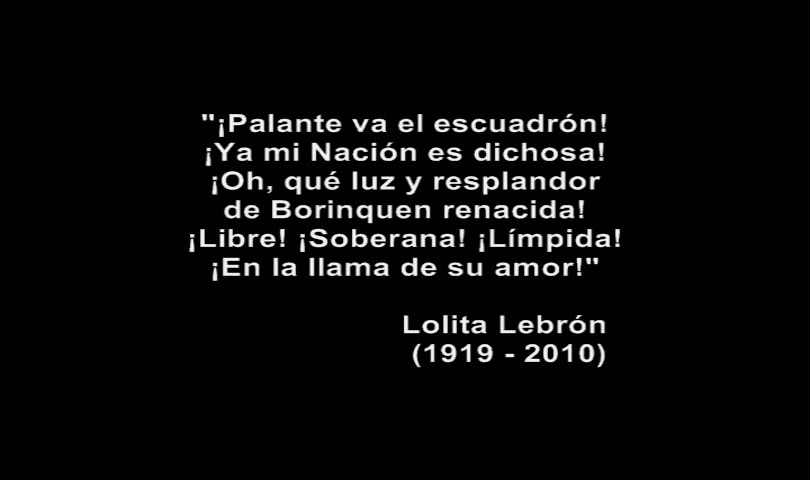 "¡Palante va el escuadrón!
¡Ya mi Nación es dichosa!
¡Oh, qué luz y resplandor
de Borinquen renacida!
¡Libre! ¡Soberana! ¡Límpida!
¡En la llama de su amor!"
Lolita Lebrón
(1919 - 2010)